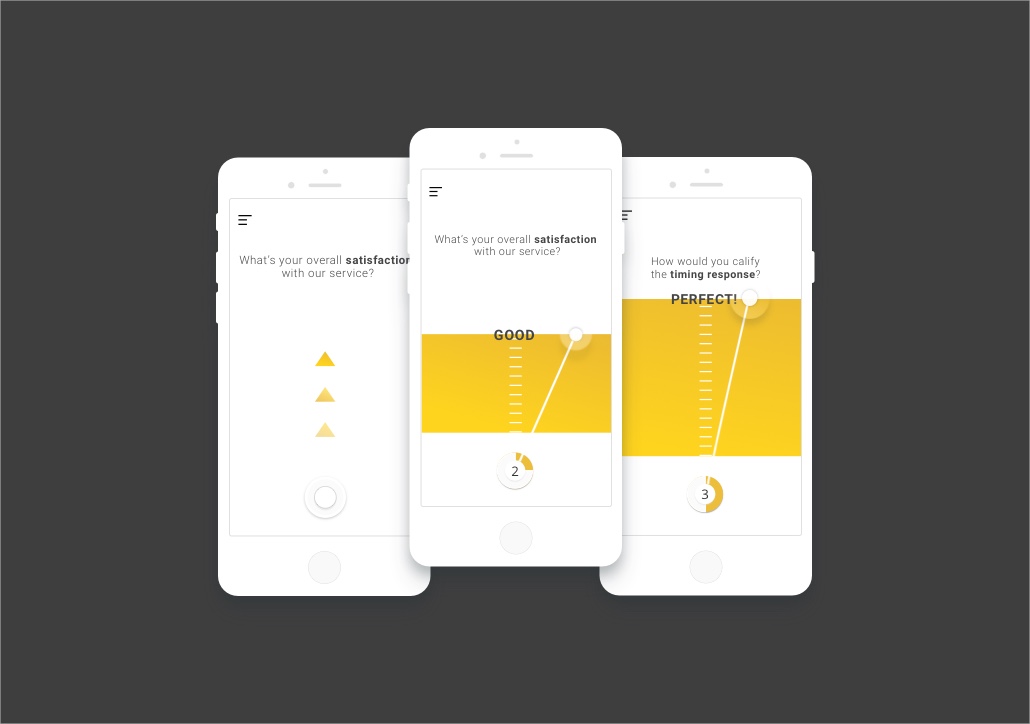 What's your overall satisfaction
with our service?
What's your overall satisfaction
with our service?
GOOD
2
How would you calify
the timing response?
PERFECT!
3